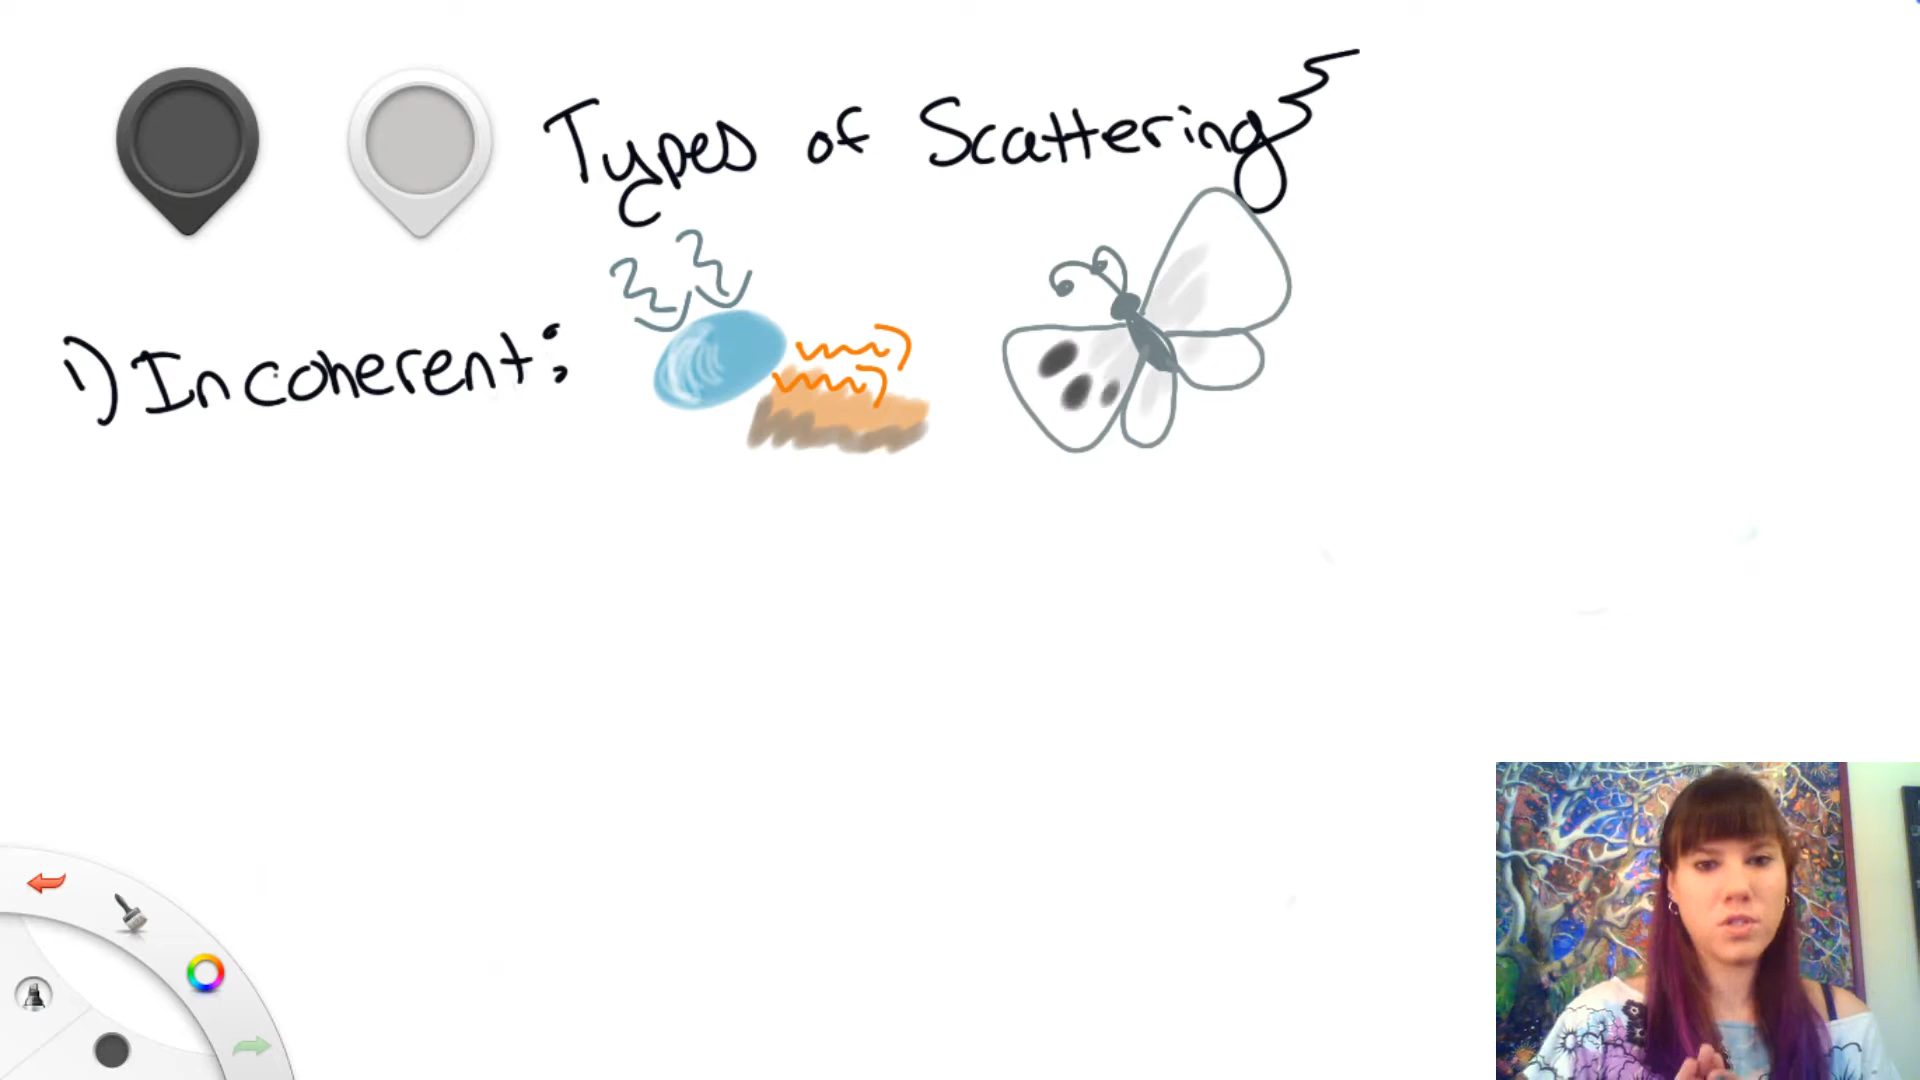 Types of Scattering
1) Incoherent: